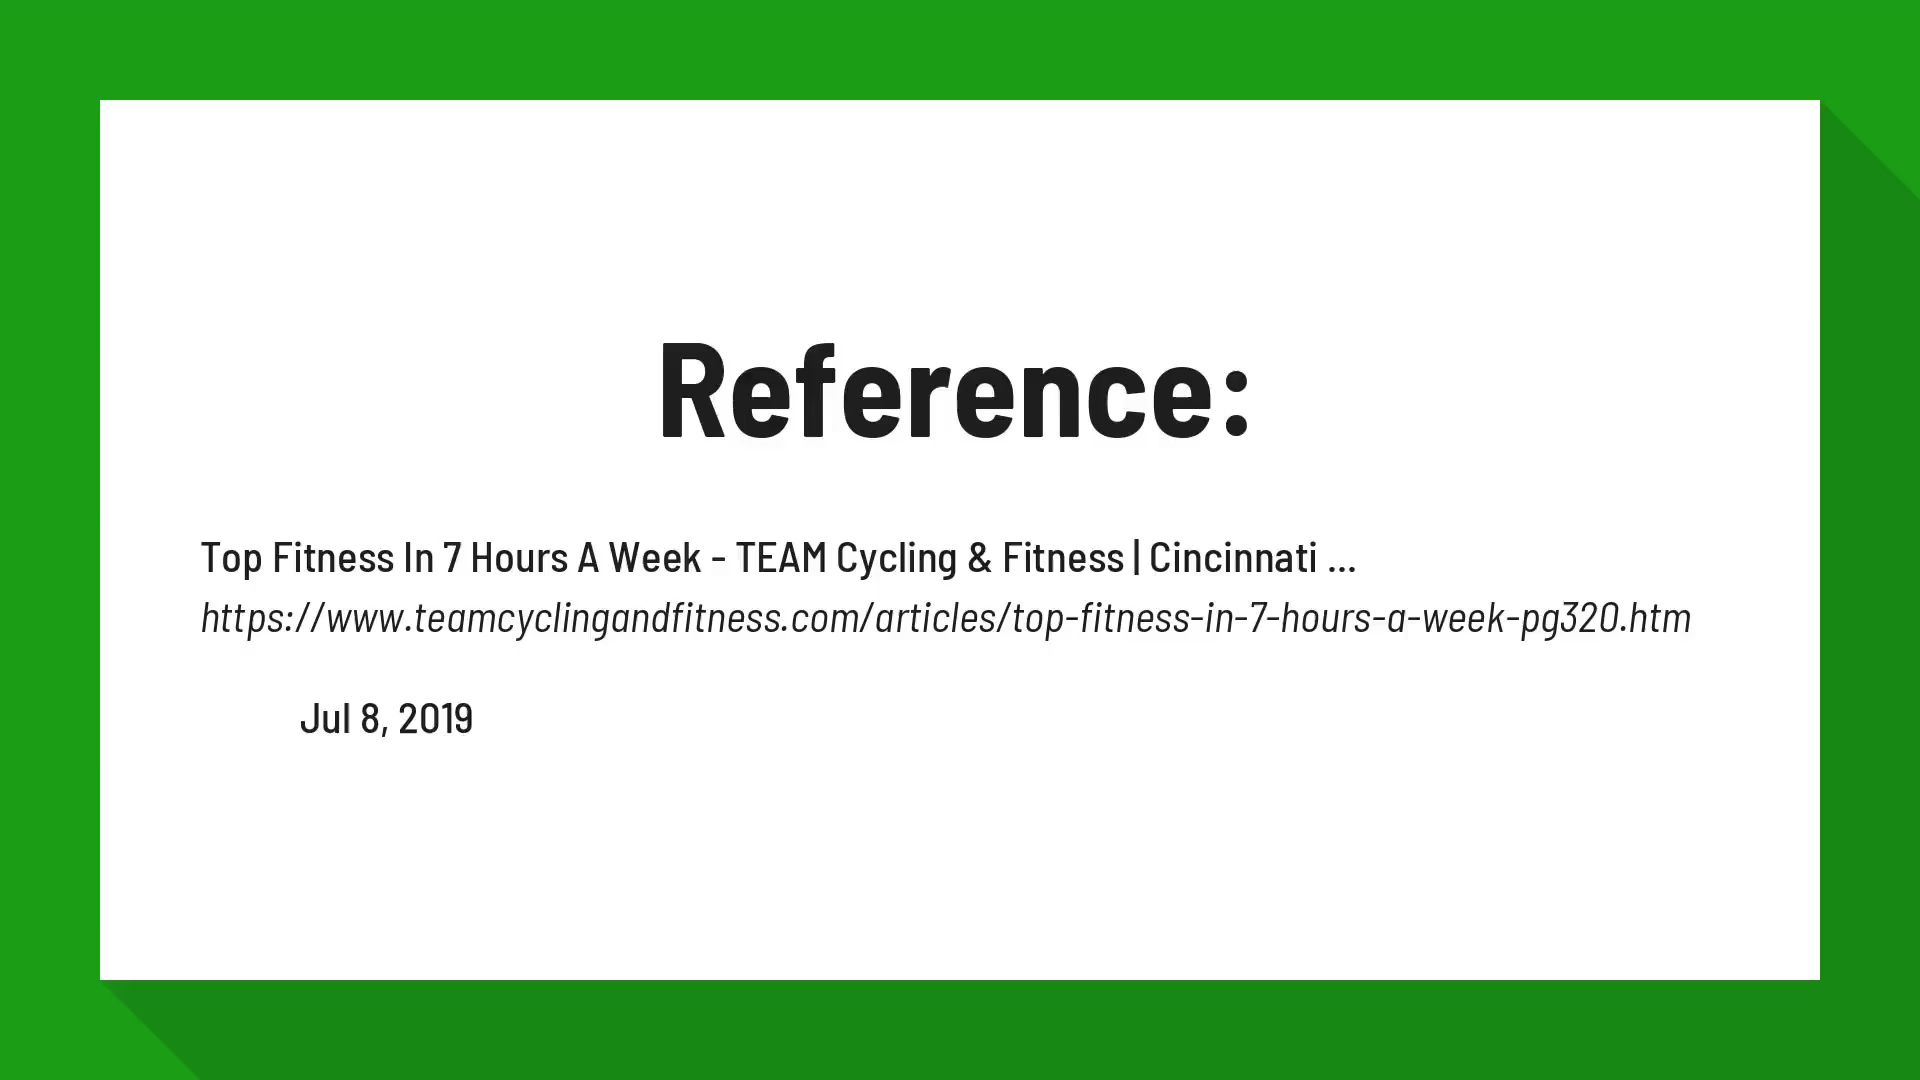 Reference:
Top Fitness In 7 Hours A Week - TEAM Cycling & Fitness | Cincinnati ...
https://www.teamcyclingandfitness.com/articles/top-fitness-in-7-hours-a-week-pg320.htm
Jul 8, 2019